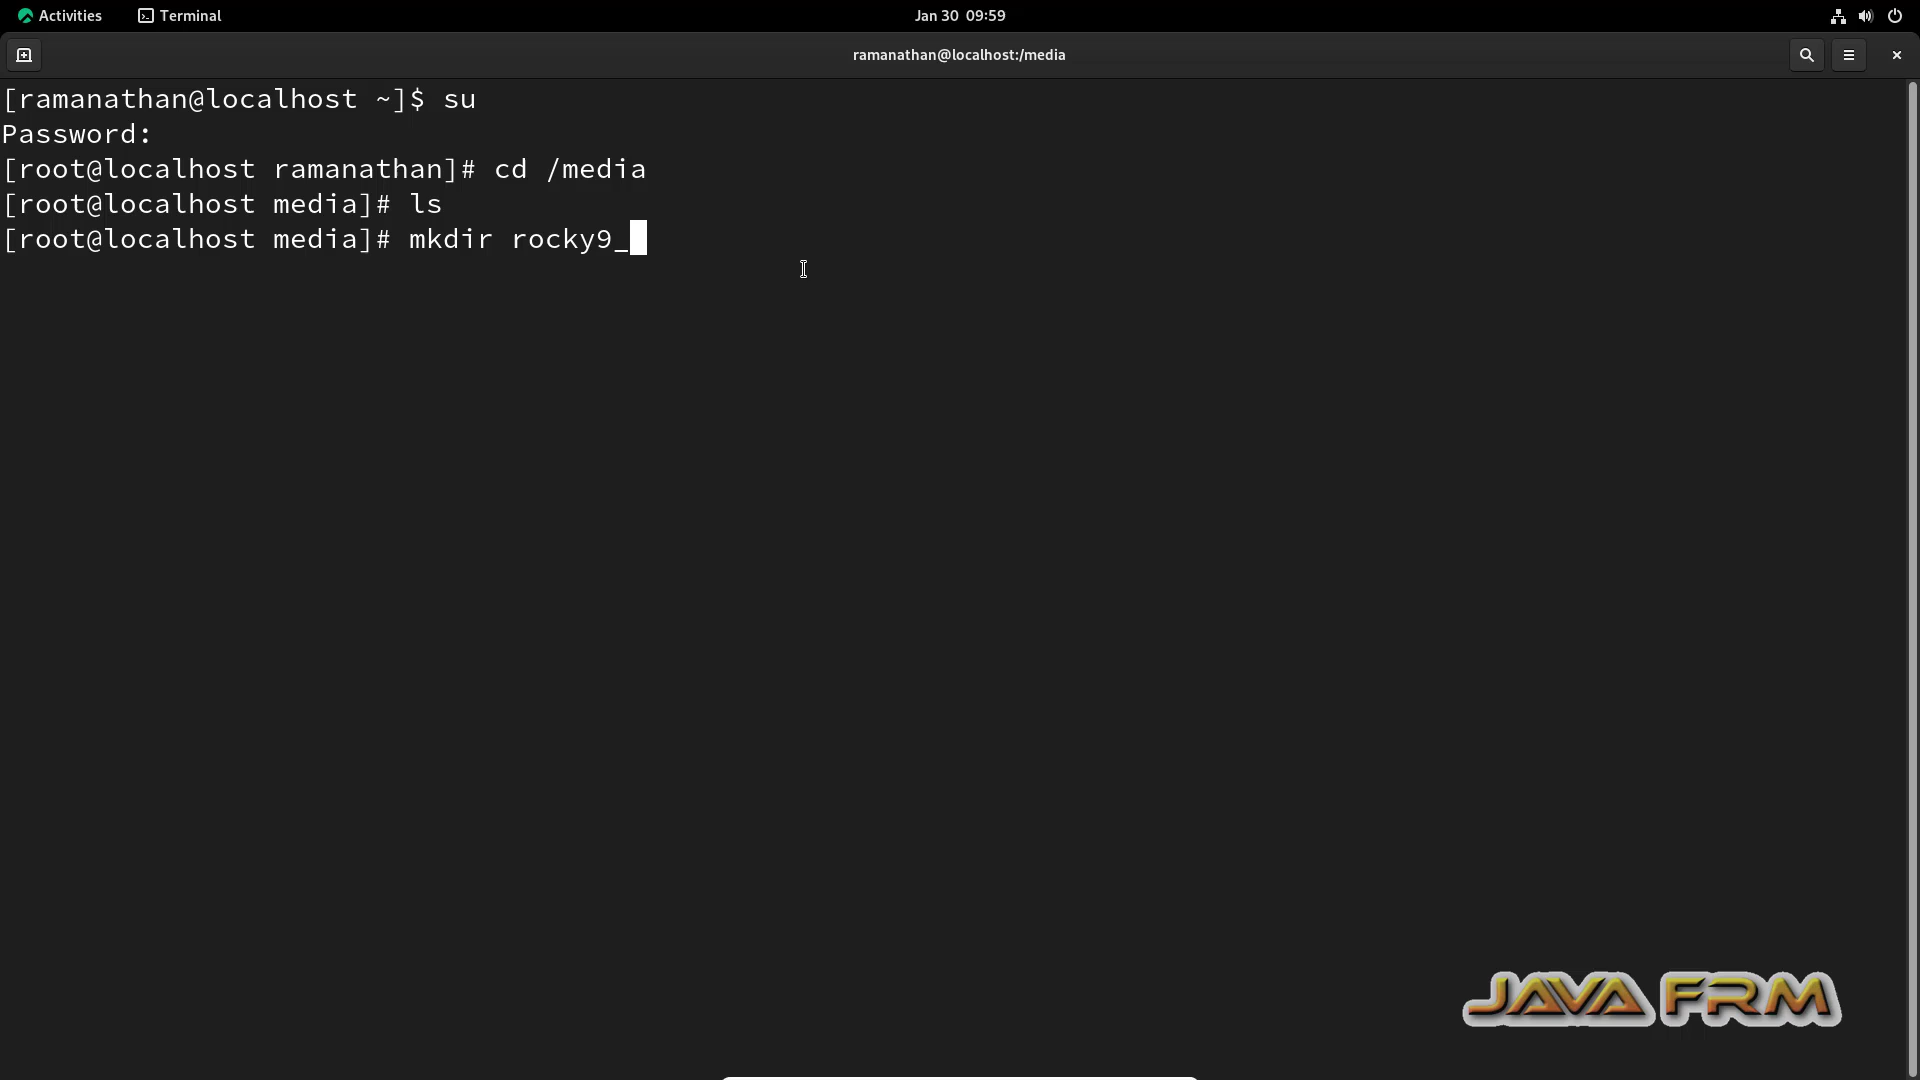 Activities Terminal Jan 30 09:59
ramanathan@localhost:/media
[ramanathan@localhost ~]$ su
Password:
[root@localhost ramanathan]# cd /media
[root@localhost media]# ls
[root@localhost media]# mkdir rocky9_
JAVA FRM